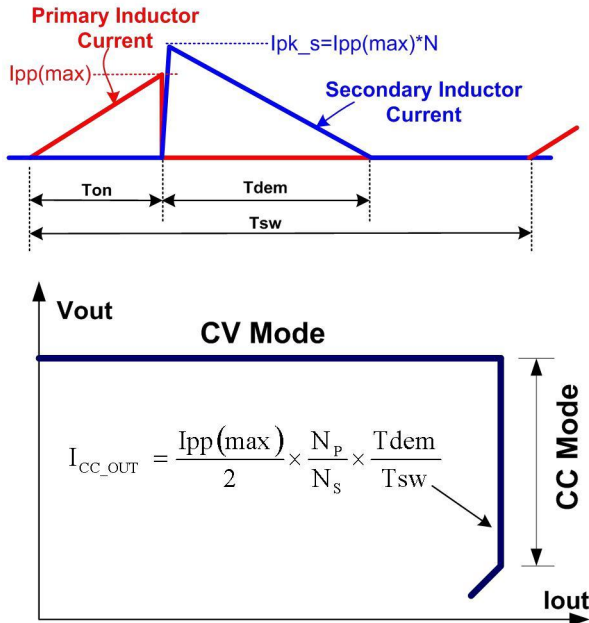 Primary Inductor
Current
Ipk_s=Ipp(max)*N
Ipp(max)
Secondary Inductor
Current
Ton
Tdem
Tsw
Vout
CV Mode
I_CC_OUT = Ipp(max)/2 × N_P/N_S × Tdem/Tsw
CC Mode
Iout